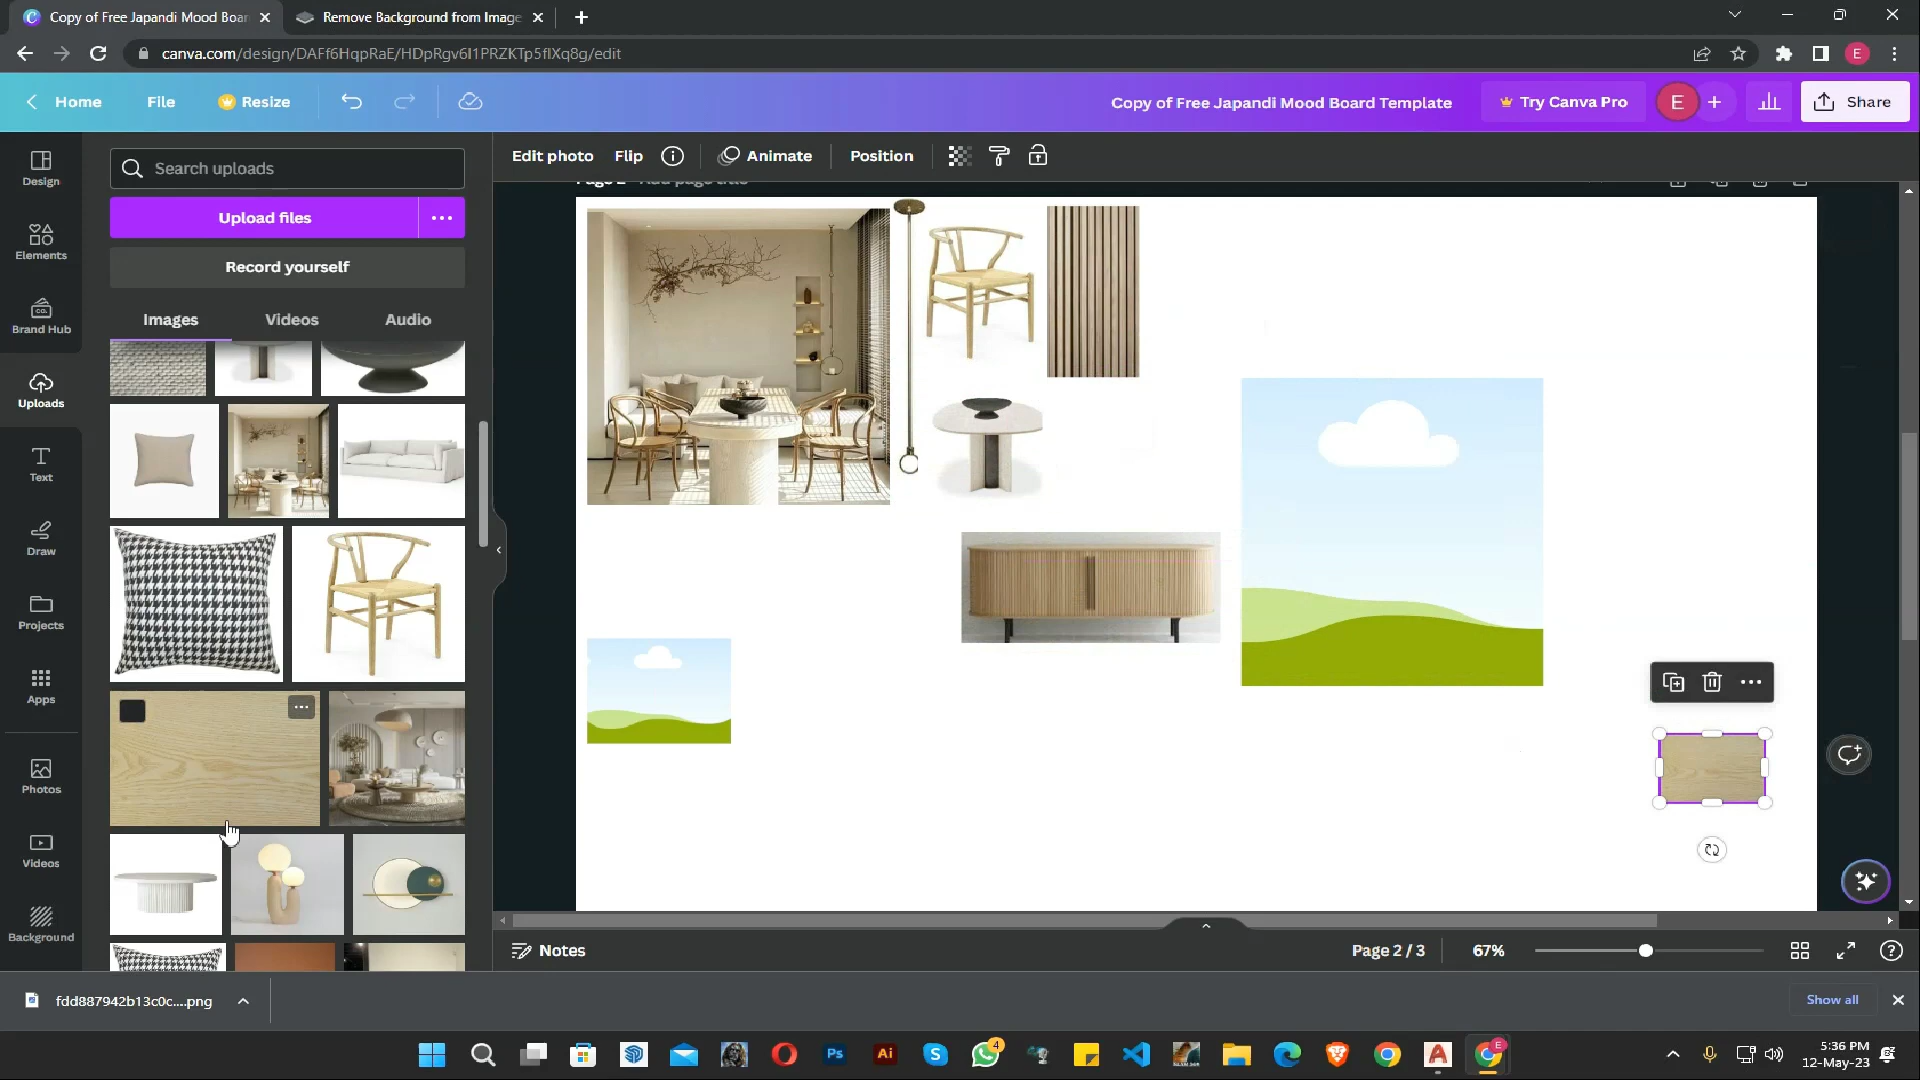 Copy of Free Japandi Mood Boar
Remove Background from Image
canva.com/design/DAFf6HqpRaE/HDpRgv6I1PRZKTp5flXq8g/edit
E
Home
File
Resize
Copy of Free Japandi Mood Board Template
Try Canva Pro
E
Share
Design
Elements
Brand Hub
Uploads
Text
Draw
Projects
Apps
Photos
Videos
Background
Search uploads
Upload files
Record yourself
Images
Videos
Audio
Edit photo
Flip
Animate
Position
Notes
Page 2 / 3
67%
fdd887942b13c0c....png
Show all
Ps
Ai
4
E
5:36 PM
12-May-23